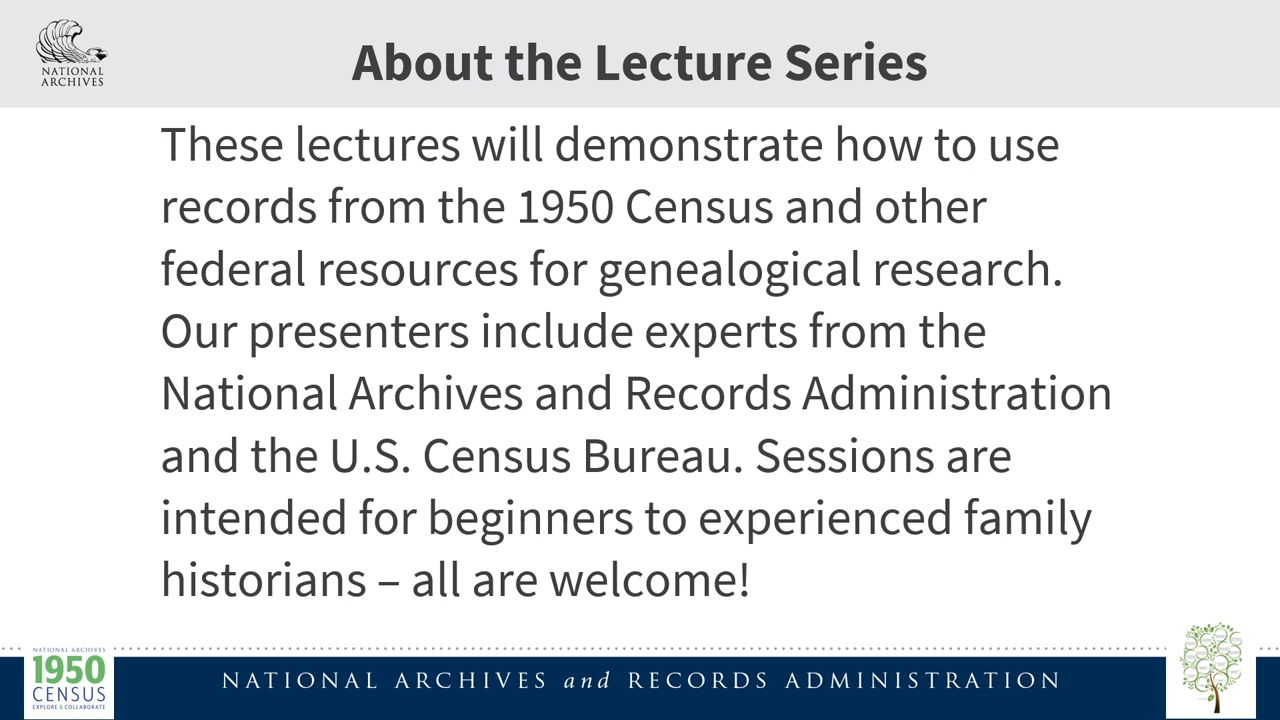 NATIONAL
ARCHIVES
About the Lecture Series
These lectures will demonstrate how to use
records from the 1950 Census and other
federal resources for genealogical research.
Our presenters include experts from the
National Archives and Records Administration
and the U.S. Census Bureau. Sessions are
intended for beginners to experienced family
historians – all are welcome!
NATIONAL ARCHIVES
1950
CENSUS
EXPLORE & COLLABORATE
NATIONAL ARCHIVES and RECORDS ADMINISTRATION